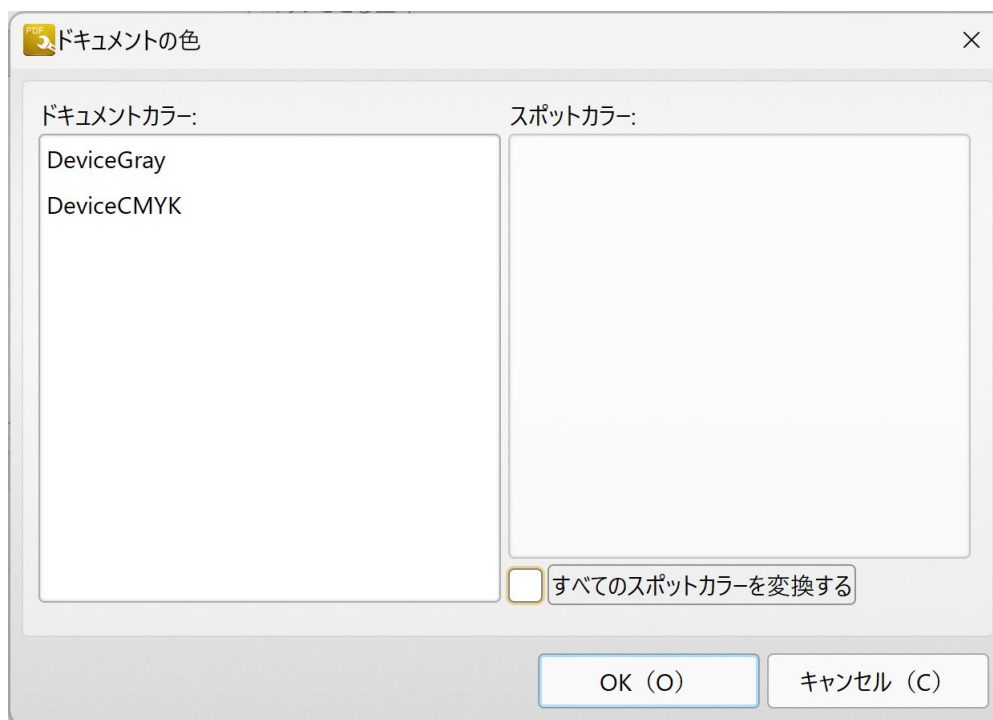 PDF
ドキュメントの色
ドキュメントカラー:
スポットカラー:
DeviceGray
DeviceCMYK
すべてのスポットカラーを変換する
OK（O）
キャンセル（C）